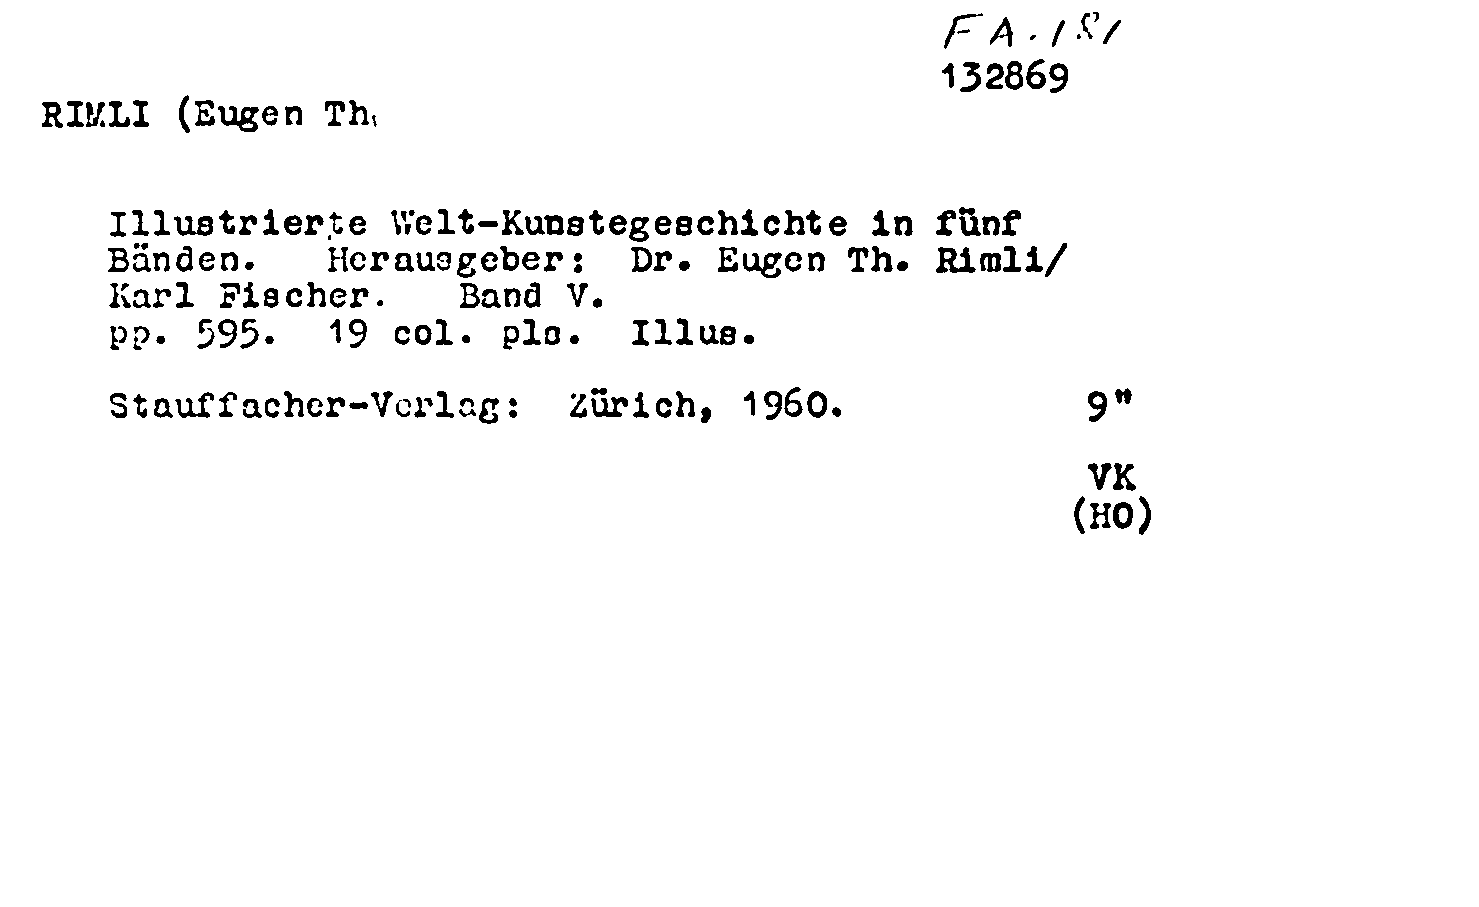 FA.181
132869
RIMLI (Eugen Th.
Illustrierte Welt-Kunstegeschichte in fünf
Bänden. Herausgeber: Dr. Eugen Th. Rimli/
Karl Fischer. Band V.
pp. 595. 19 col. pls. Illus.
Stauffacher-Verlag: Zürich, 1960. 9"
VK
(HO)